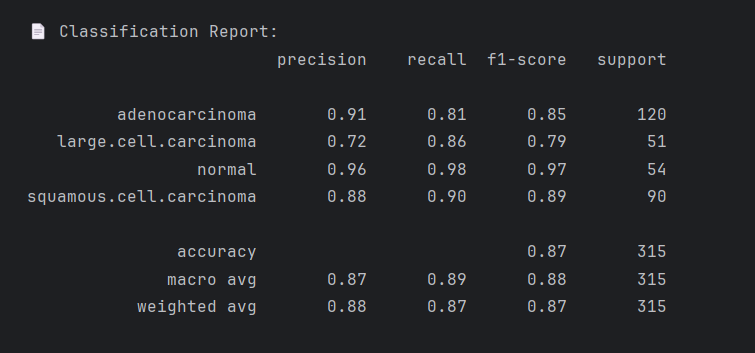 📄 Classification Report:
precision recall f1-score support
adenocarcinoma 0.91 0.81 0.85 120
large.cell.carcinoma 0.72 0.86 0.79 51
normal 0.96 0.98 0.97 54
squamous.cell.carcinoma 0.88 0.90 0.89 90
accuracy 0.87 315
macro avg 0.87 0.89 0.88 315
weighted avg 0.88 0.87 0.87 315